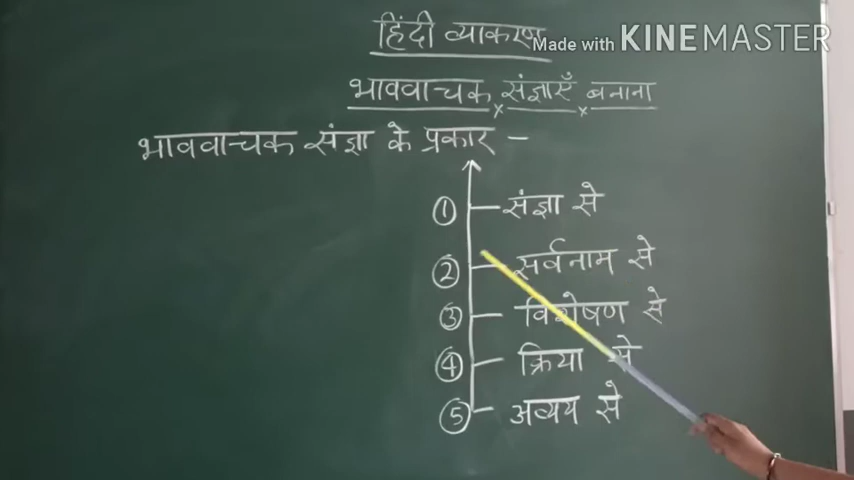 हिंदी व्याकरण
Made with KINEMASTER
भाववाचक संज्ञाएँ बनाना
भाववाचक संज्ञा के प्रकार -
① संज्ञा से
② सर्वनाम से
③ विशेषण से
④ क्रिया से
⑤ अव्यय से